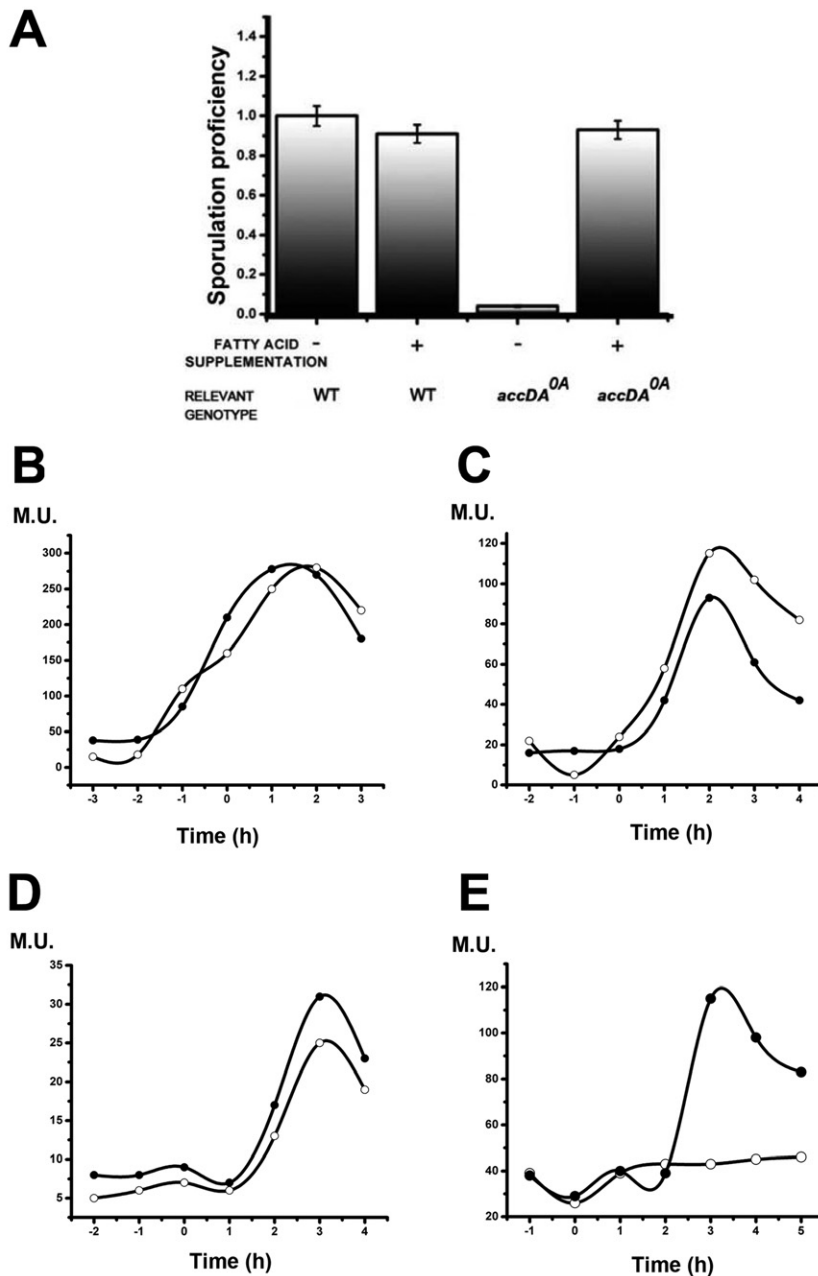 A
Sporulation proficiency
1.4
1.2
1.0
0.8
0.6
0.4
0.2
0.0
FATTY ACID SUPPLEMENTATION - + - +
RELEVANT GENOTYPE WT WT accDA0A accDA0A
B
M.U.
300
250
200
150
100
50
0
-3 -2 -1 0 1 2 3
Time (h)
C
M.U.
120
100
80
60
40
20
0
-2 -1 0 1 2 3 4
Time (h)
D
M.U.
35
30
25
20
15
10
5
-2 -1 0 1 2 3 4
Time (h)
E
M.U.
120
100
80
60
40
20
-1 0 1 2 3 4 5
Time (h)